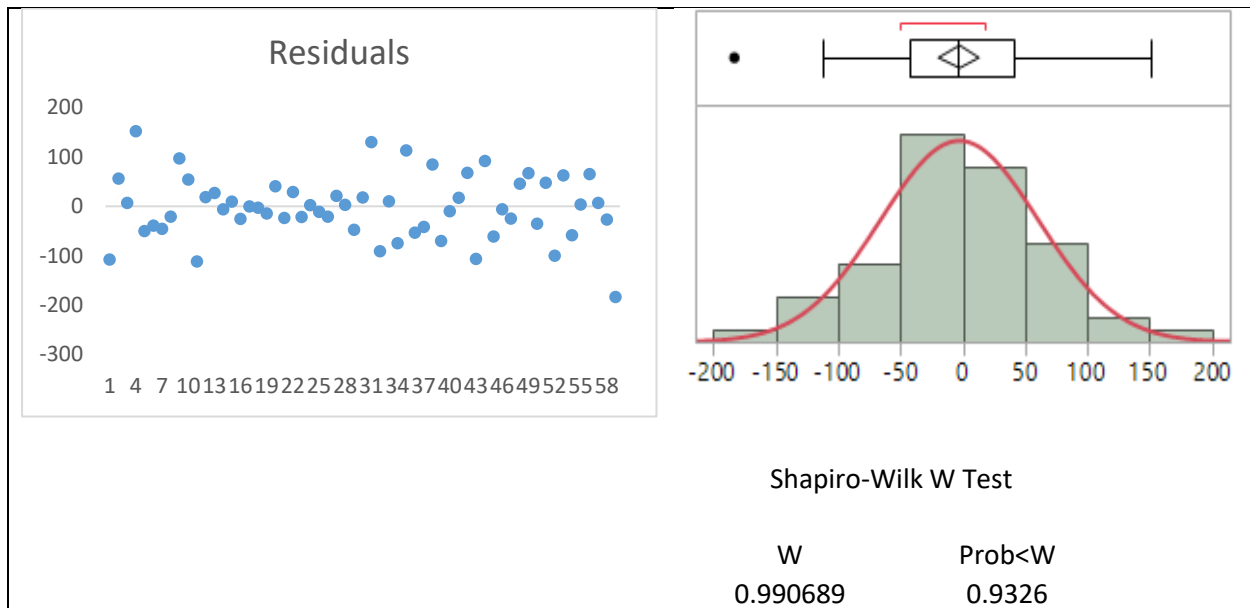 Residuals
200
100
0
-100
-200
-300
1 4 7 10 13 16 19 22 25 28 31 34 37 40 43 46 49 52 55 58
-200 -150 -100 -50 0 50 100 150 200
Shapiro-Wilk W Test
W Prob<W
0.990689 0.9326